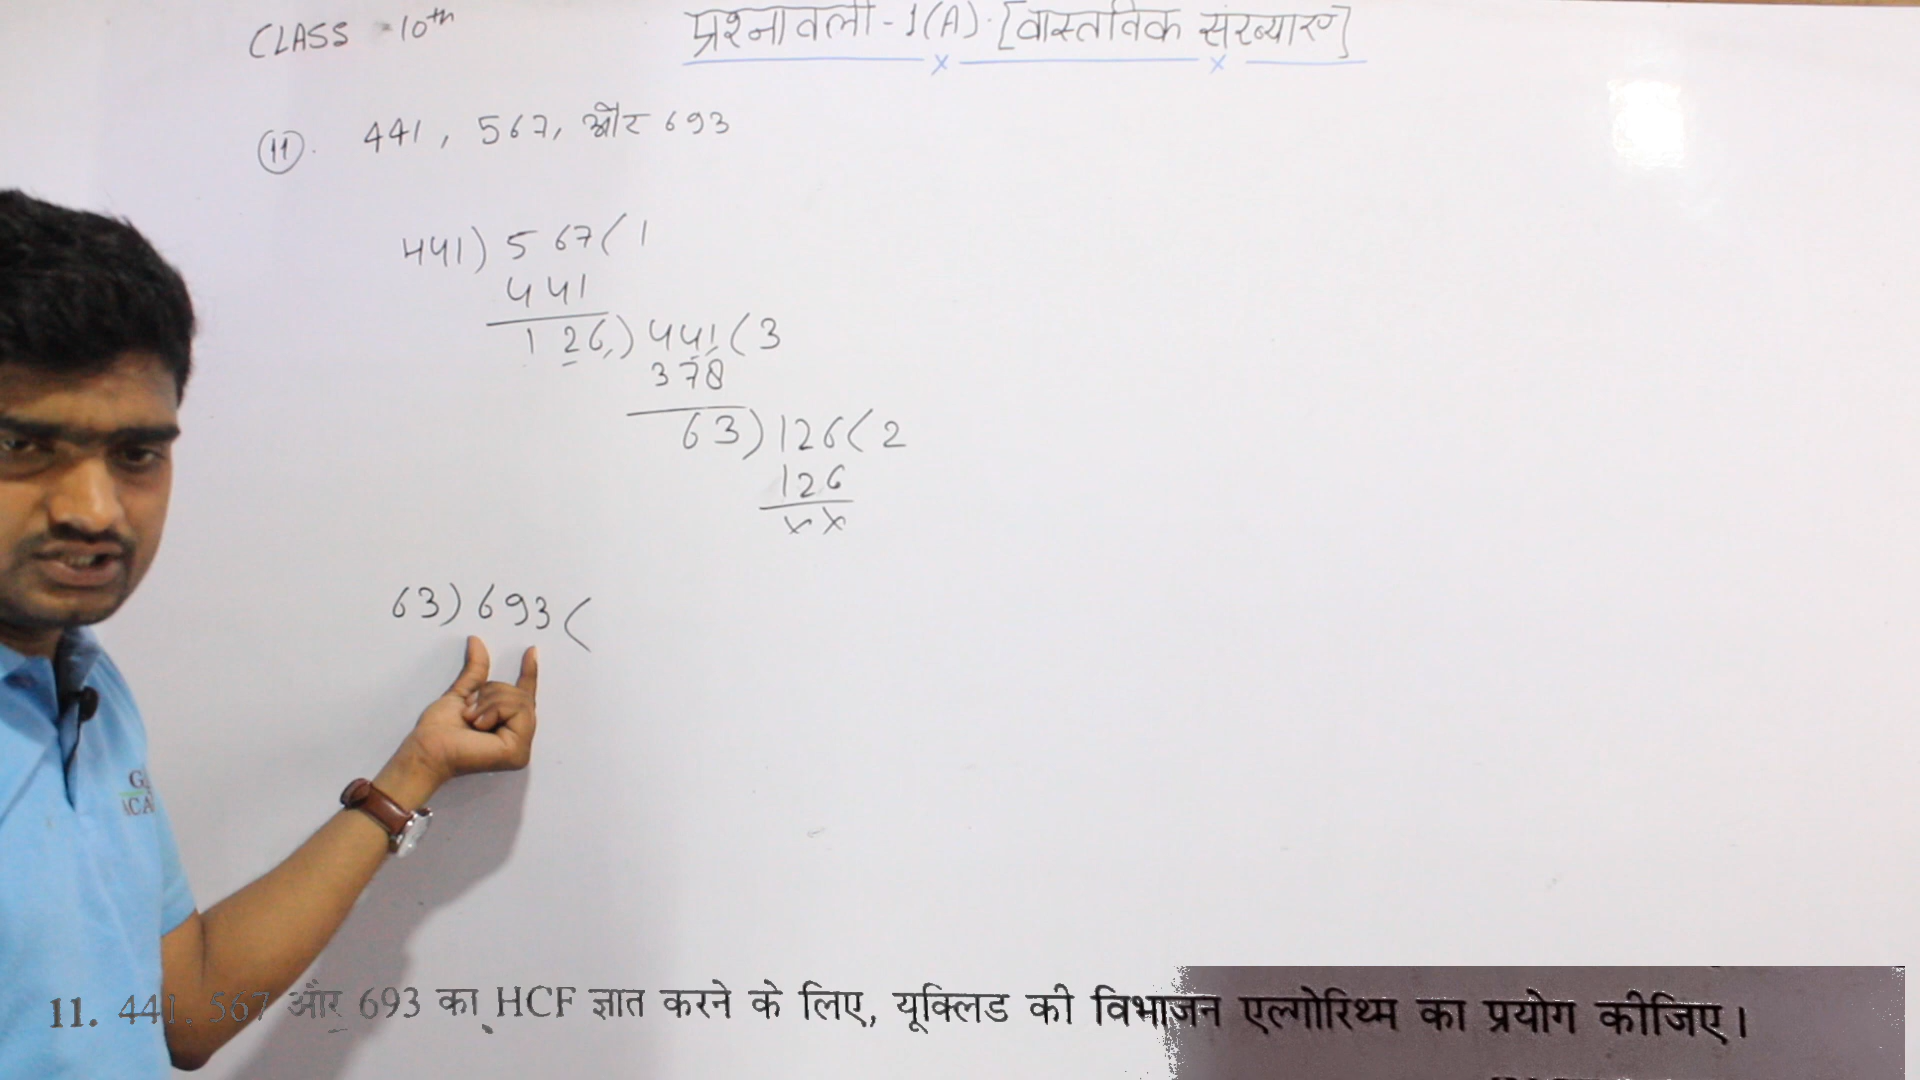 CLASS - 10th
प्रश्नावली - 1(A). [वास्तविक संख्याएँ]
11. 441, 567, और 693
441) 567 ( 1
441
126) 441 ( 3
378
63) 126 ( 2
126
x x
63) 693 (
11. 441. 567 और 693 का HCF ज्ञात करने के लिए, यूक्लिड की विभाजन एल्गोरिथ्म का प्रयोग कीजिए।